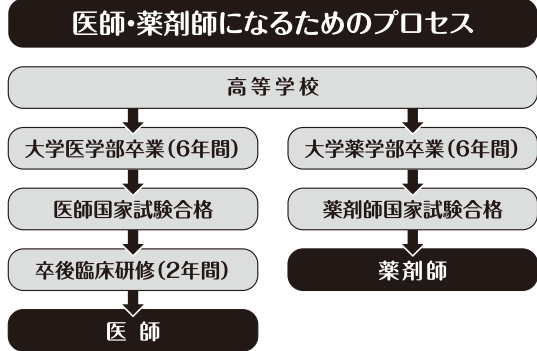 医師・薬剤師になるためのプロセス
高等学校
大学医学部卒業(6年間)
大学薬学部卒業(6年間)
医師国家試験合格
薬剤師国家試験合格
卒後臨床研修(2年間)
薬剤師
医師